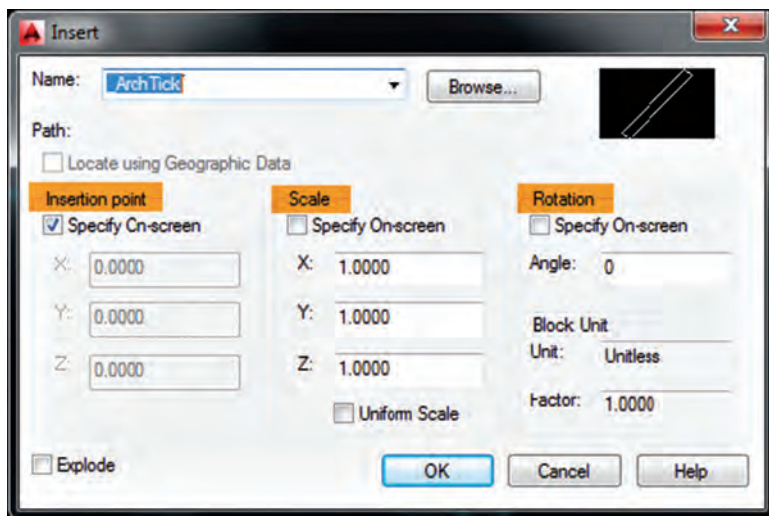 Insert
Name: ArchTick Browse...
Path:
Locate using Geographic Data
Insertion point Scale Rotation
Specify On-screen Specify On-screen Specify On-screen
X: 0.0000 X: 1.0000 Angle: 0
Y: 0.0000 Y: 1.0000 Block Unit
Z: 0.0000 Z: 1.0000 Unit: Unitless
Uniform Scale Factor: 1.0000
Explode OK Cancel Help